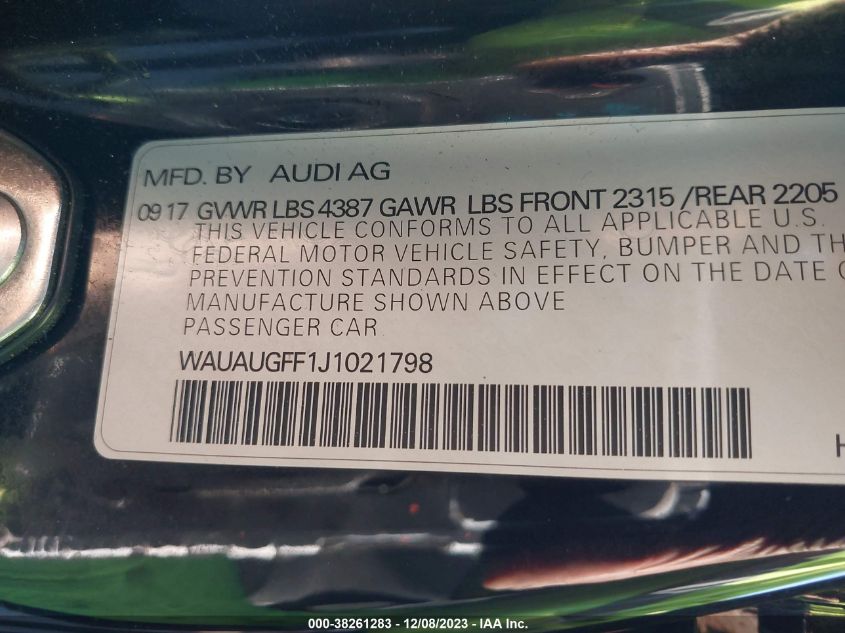 MFD. BY AUDI AG
09 17 GVWR LBS 4387 GAWR LBS FRONT 2315 /REAR 2205
THIS VEHICLE CONFORMS TO ALL APPLICABLE U.S.
FEDERAL MOTOR VEHICLE SAFETY, BUMPER AND TH
PREVENTION STANDARDS IN EFFECT ON THE DATE O
MANUFACTURE SHOWN ABOVE
PASSENGER CAR
WAUAUGFF1J1021798
H
000-38261283 - 12/08/2023 - IAA Inc.